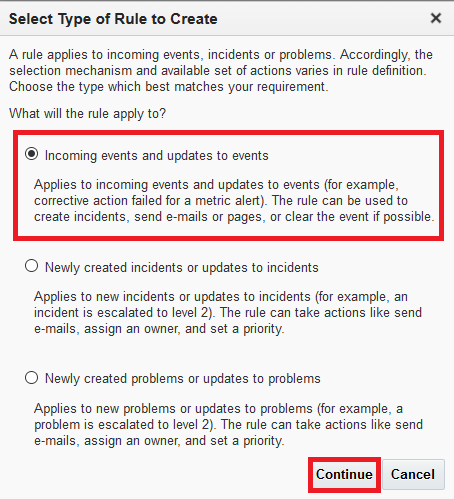 Select Type of Rule to Create
A rule applies to incoming events, incidents or problems. Accordingly, the
selection mechanism and available set of actions varies in rule definition.
Choose the type which best matches your requirement.
What will the rule apply to?
Incoming events and updates to events
Applies to incoming events and updates to events (for example,
corrective action failed for a metric alert). The rule can be used to
create incidents, send e-mails or pages, or clear the event if possible.
Newly created incidents or updates to incidents
Applies to new incidents or updates to incidents (for example, an
incident is escalated to level 2). The rule can take actions like send
e-mails, assign an owner, and set a priority.
Newly created problems or updates to problems
Applies to new problems or updates to problems (for example, a
problem is escalated to level 2). The rule can take actions like send
e-mails, assign an owner, and set a priority.
Continue Cancel